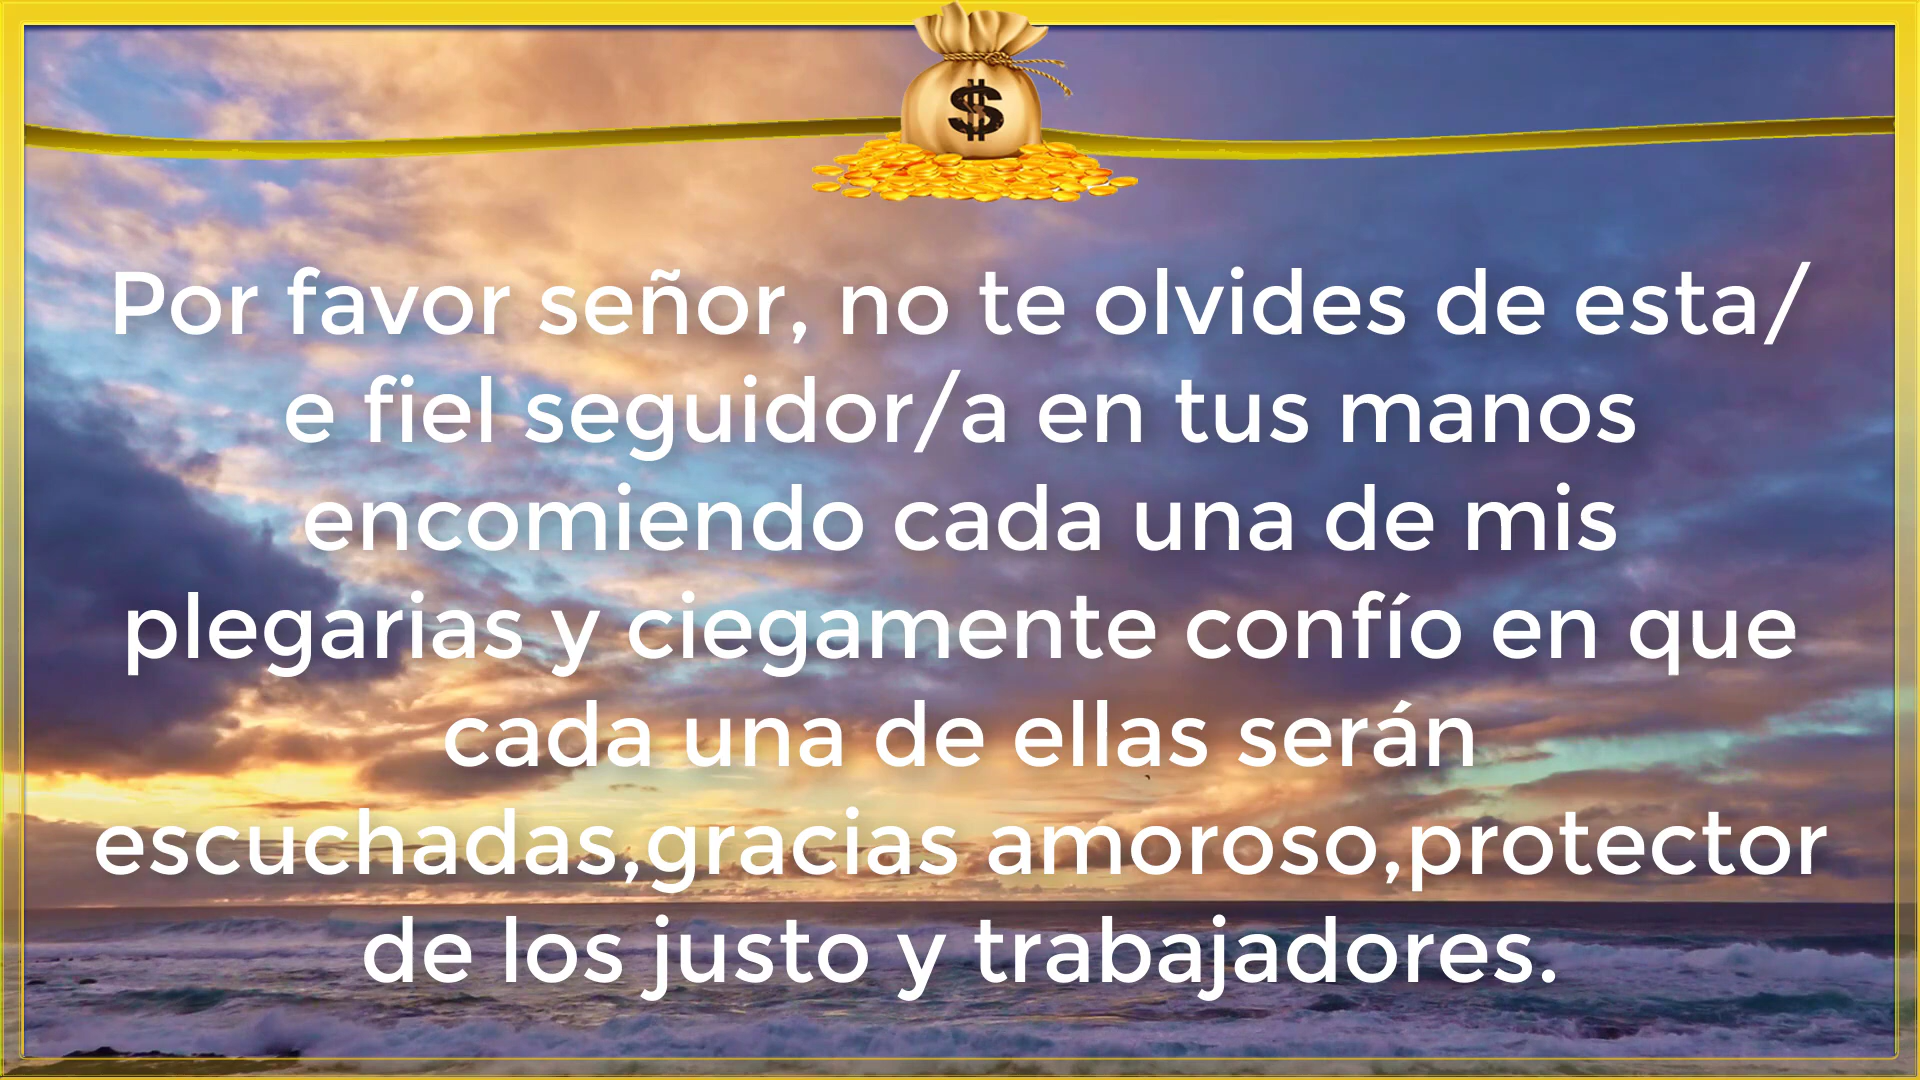 $
Por favor señor, no te olvides de esta/
e fiel seguidor/a en tus manos
encomiendo cada una de mis
plegarias y ciegamente confío en que
cada una de ellas serán
escuchadas,gracias amoroso,protector
de los justo y trabajadores.